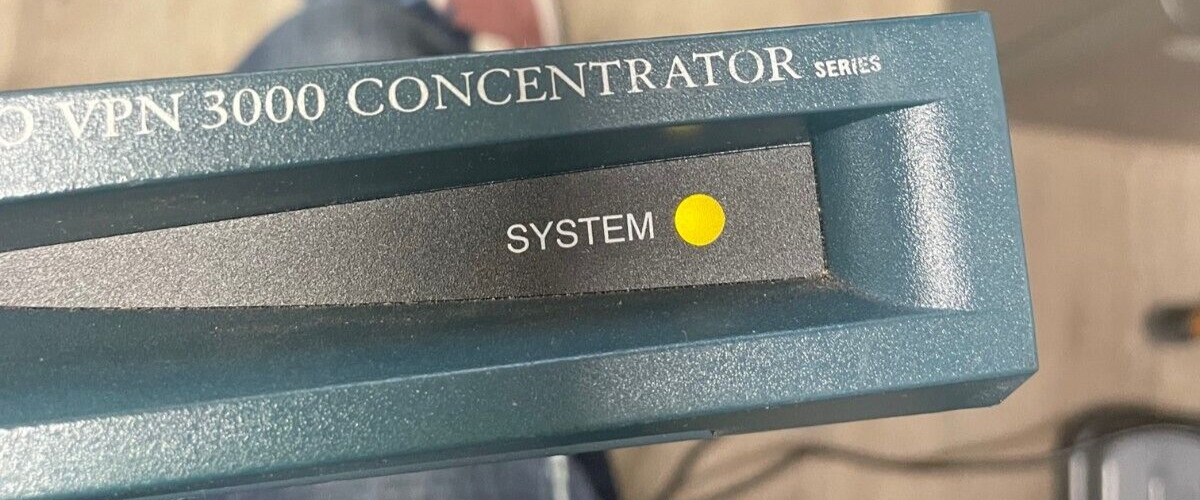 O VPN 3000 CONCENTRATOR SERIES
SYSTEM